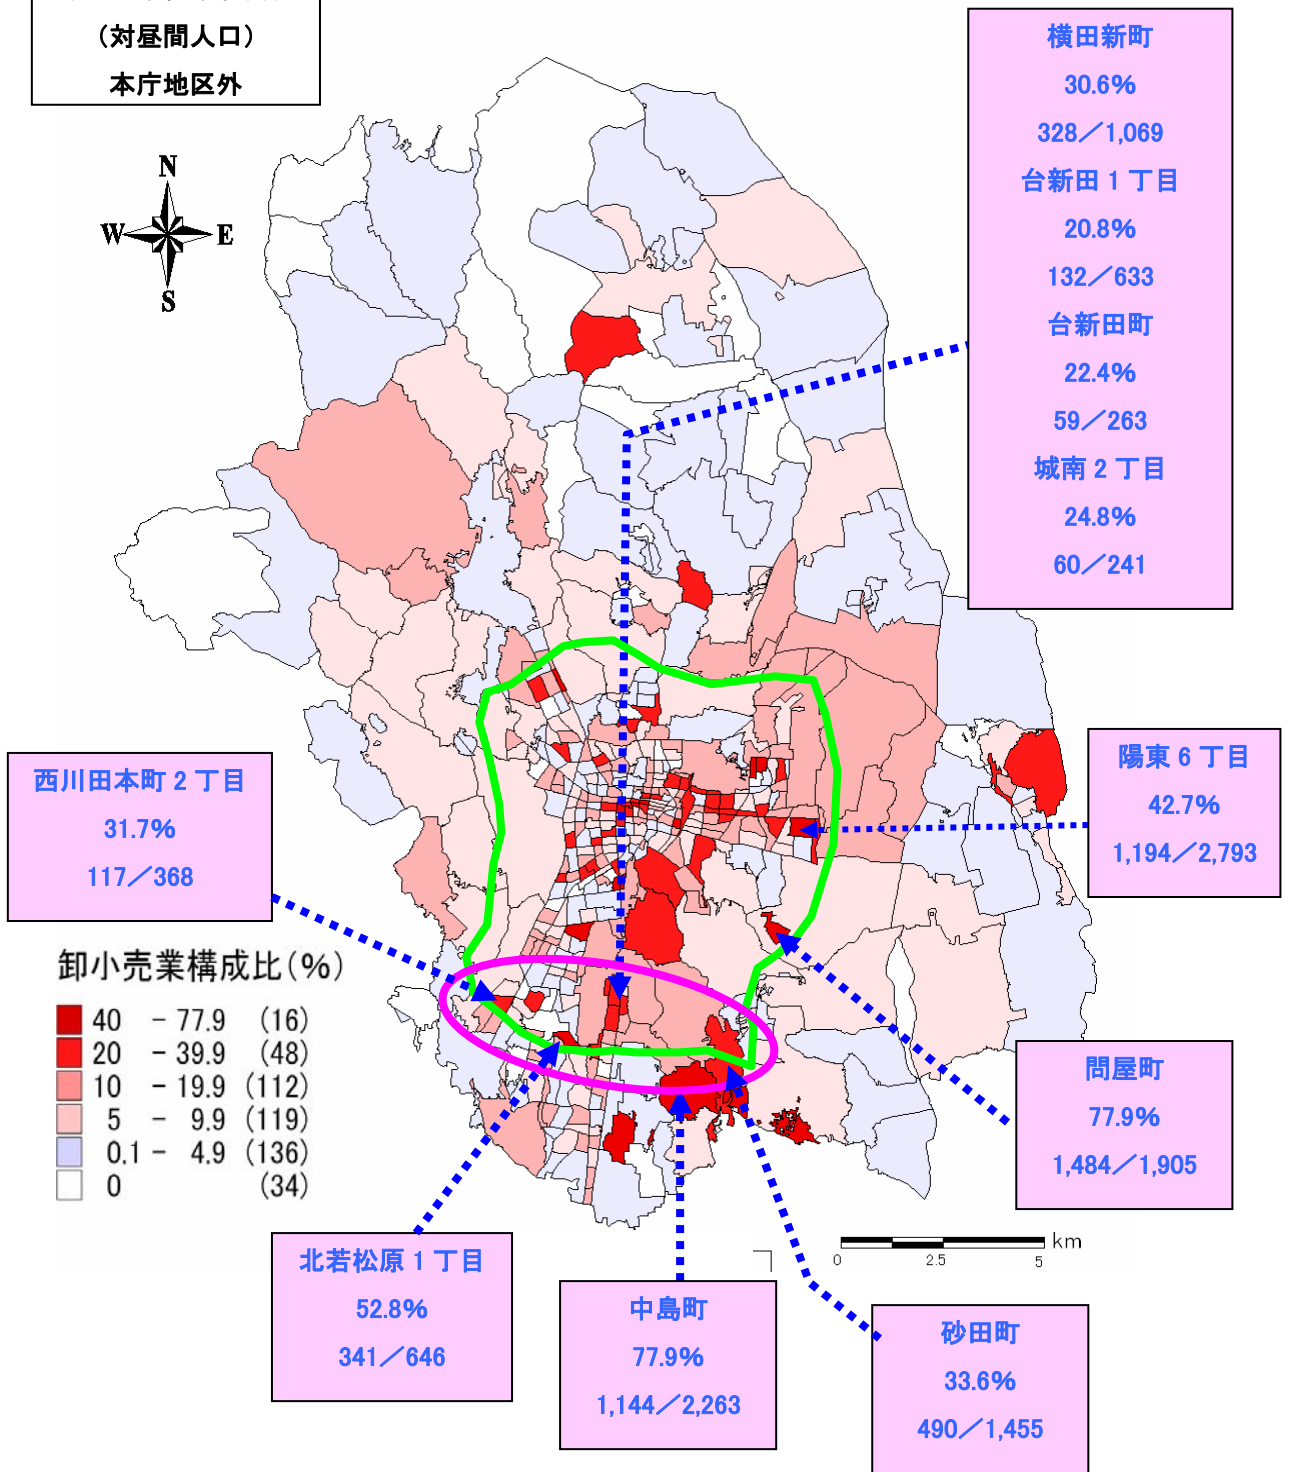 （対昼間人口）
本庁地区外
N
W
E
S
横田新町
30.6%
328／1,069
台新田１丁目
20.8%
132／633
台新田町
22.4%
59／263
城南２丁目
24.8%
60／241
西川田本町２丁目
31.7%
117／368
陽東６丁目
42.7%
1,194／2,793
卸小売業構成比(%)
40 - 77.9 (16)
20 - 39.9 (48)
10 - 19.9 (112)
5 - 9.9 (119)
0.1 - 4.9 (136)
0 (34)
問屋町
77.9%
1,484／1,905
km
0 2.5 5
北若松原１丁目
52.8%
341／646
中島町
77.9%
1,144／2,263
砂田町
33.6%
490／1,455